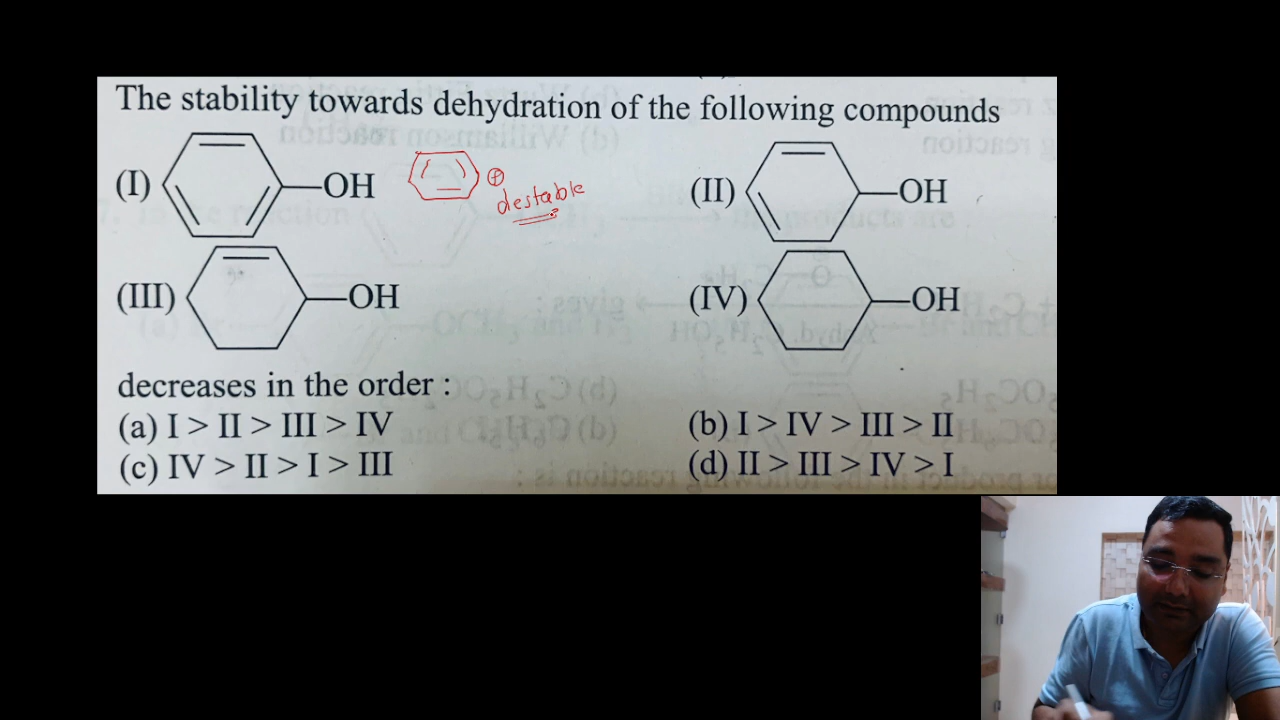 The stability towards dehydration of the following compounds
(I) OH ⊕ destable (II) OH
(III) OH (IV) OH
decreases in the order :
(a) I > II > III > IV (b) I > IV > III > II
(c) IV > II > I > III (d) II > III > IV > I